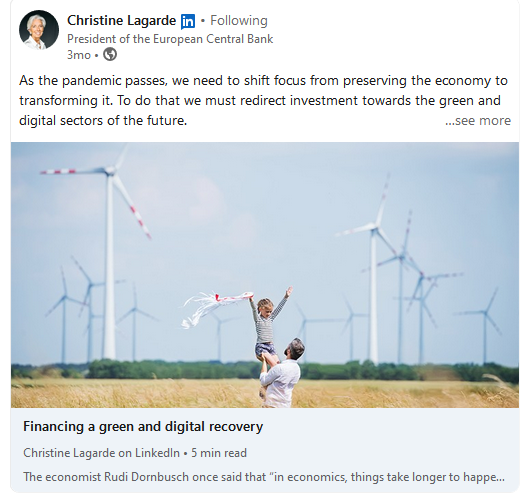 Christine Lagarde in • Following
President of the European Central Bank
3mo •
As the pandemic passes, we need to shift focus from preserving the economy to
transforming it. To do that we must redirect investment towards the green and
digital sectors of the future. ...see more
Financing a green and digital recovery
Christine Lagarde on LinkedIn • 5 min read
The economist Rudi Dornbusch once said that “in economics, things take longer to happe...